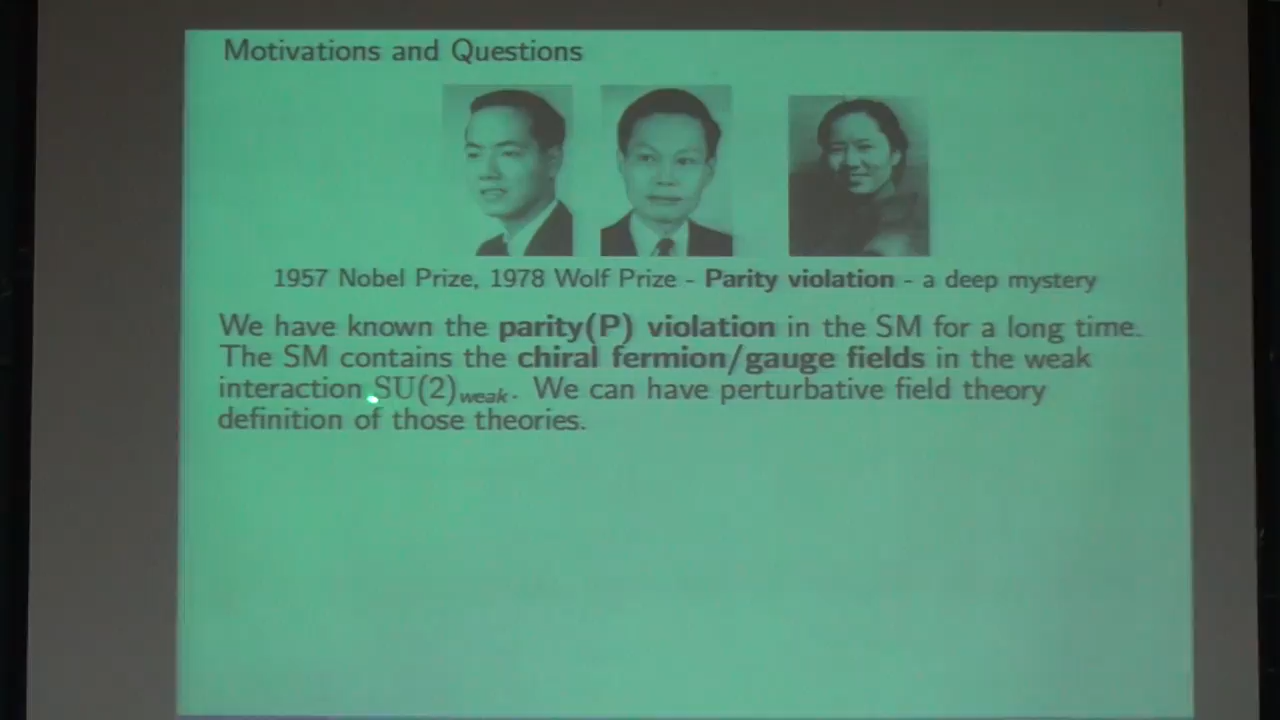 Motivations and Questions
1957 Nobel Prize, 1978 Wolf Prize - Parity violation - a deep mystery
We have known the parity(P) violation in the SM for a long time.
The SM contains the chiral fermion/gauge fields in the weak
interaction SU(2)weak. We can have perturbative field theory
definition of those theories.